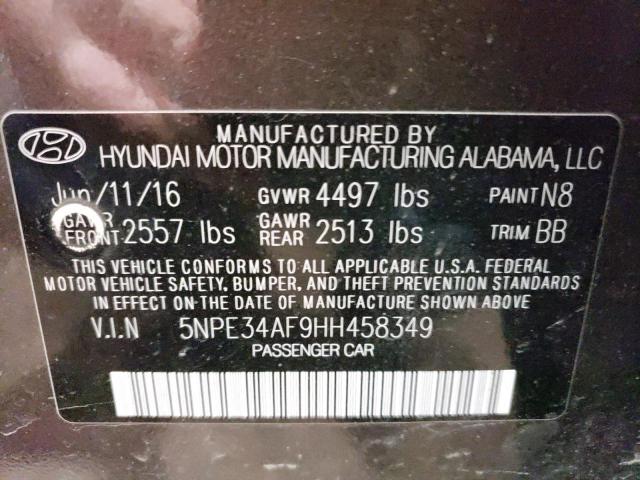 MANUFACTURED BY
HYUNDAI MOTOR MANUFACTURING ALABAMA, LLC
Jun/11/16 GVWR 4497 lbs PAINT N8
GAWR FRONT 2557 lbs GAWR REAR 2513 lbs TRIM BB
THIS VEHICLE CONFORMS TO ALL APPLICABLE U.S.A. FEDERAL
MOTOR VEHICLE SAFETY, BUMPER, AND THEFT PREVENTION STANDARDS
IN EFFECT ON THE DATE OF MANUFACTURE SHOWN ABOVE.
V.I.N 5NPE34AF9HH458349
PASSENGER CAR